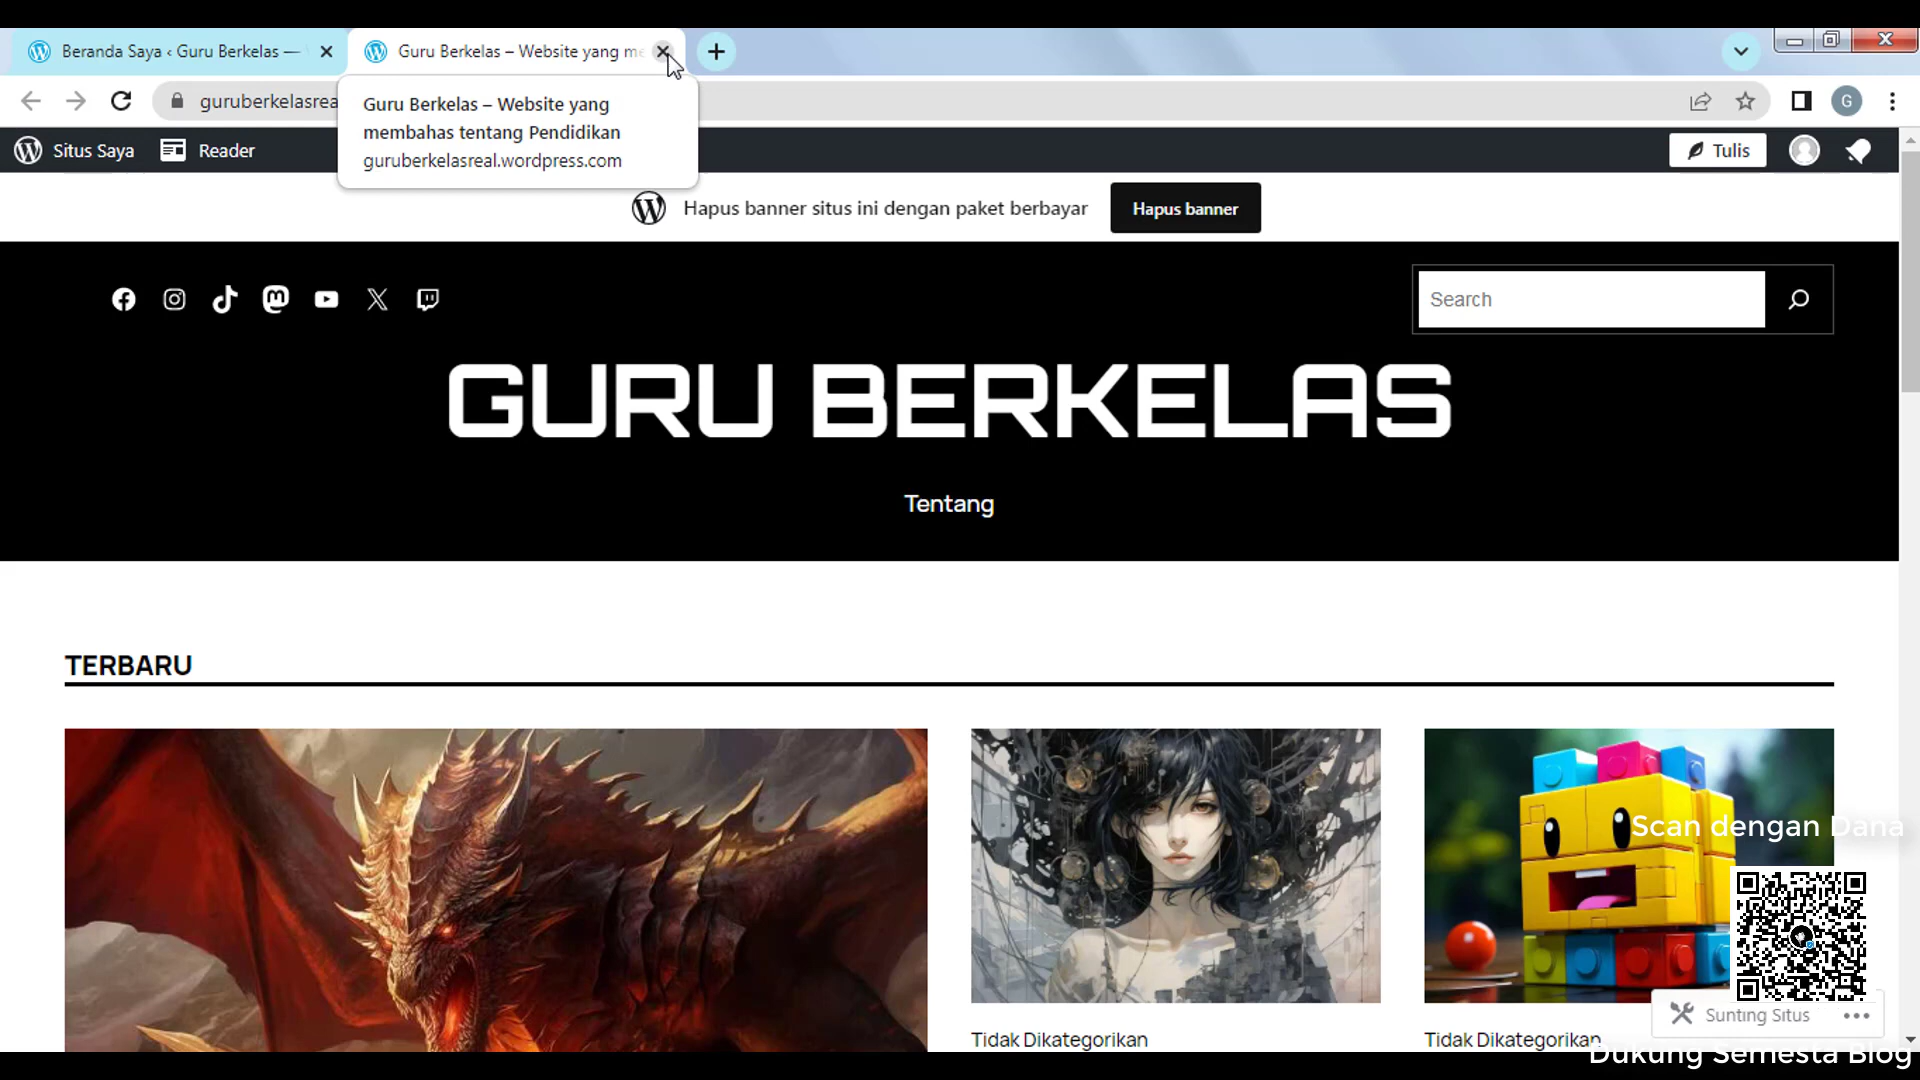 Beranda Saya ‹ Guru Berkelas —
Guru Berkelas – Website yang me
guruberkelasrea
G
Guru Berkelas – Website yang
membahas tentang Pendidikan
guruberkelasreal.wordpress.com
Situs Saya
Reader
Tulis
Hapus banner situs ini dengan paket berbayar
Hapus banner
Search
GURU BERKELAS
Tentang
TERBARU
Scan dengan Dana
Tidak Dikategorikan
Tidak Dikategorikan
Sunting Situs
Dukung Semesta Blog